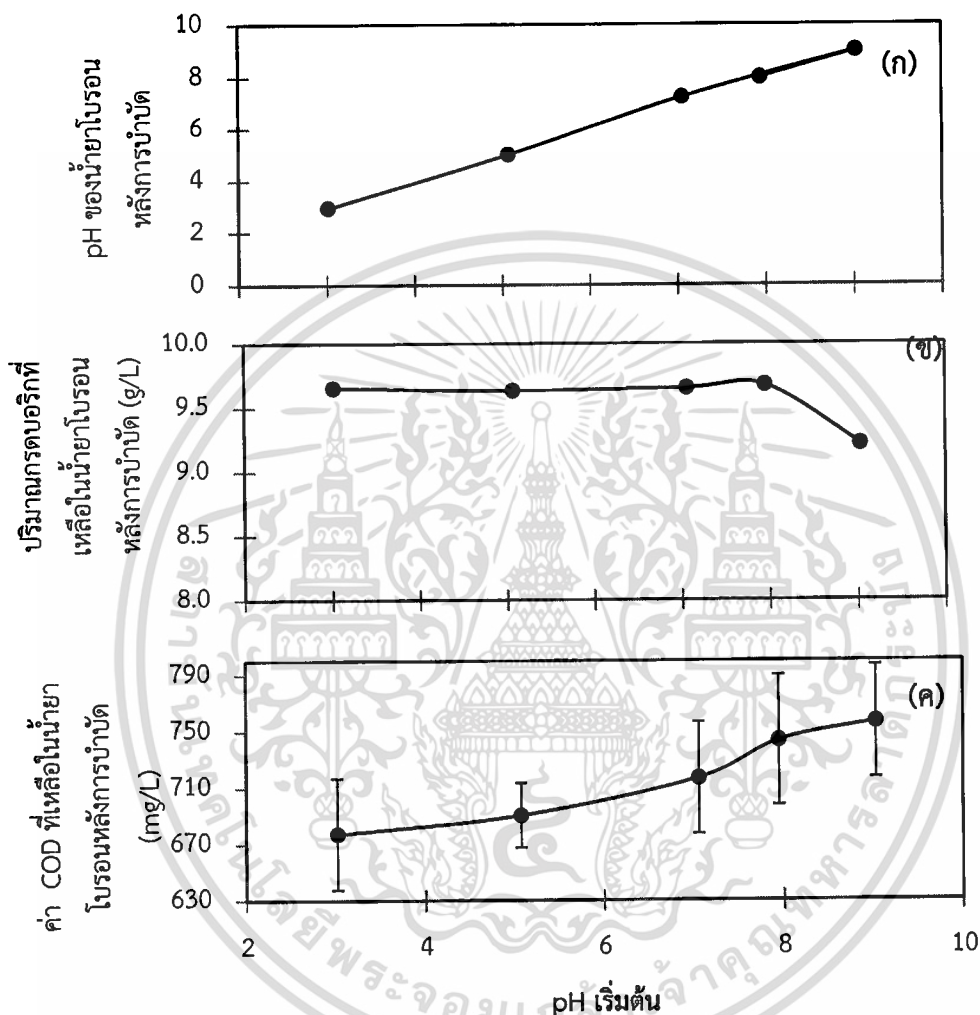 10
8
6
4
2
0
pH ของน้ำยาโบรอน
หลังการบำบัด
(ก)
10.0
9.5
9.0
8.5
8.0
ปริมาณกรดบอริกที่
เหลือในน้ำยาโบรอน
หลังการบำบัด (g/L)
(ข)
790
750
710
670
630
ค่า COD ที่เหลือในน้ำยา
โบรอนหลังการบำบัด
(mg/L)
(ค)
2 4 6 8 10
pH เริ่มต้น